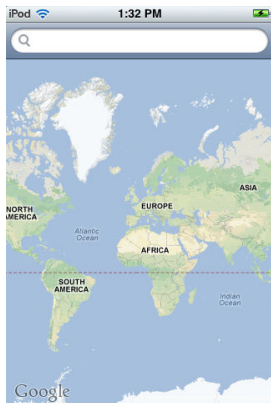 iPod 1:32 PM
EUROPE
ASIA
NORTH
AMERICA
Atlantic
Ocean
AFRICA
SOUTH
AMERICA
Indian
Ocean
Google